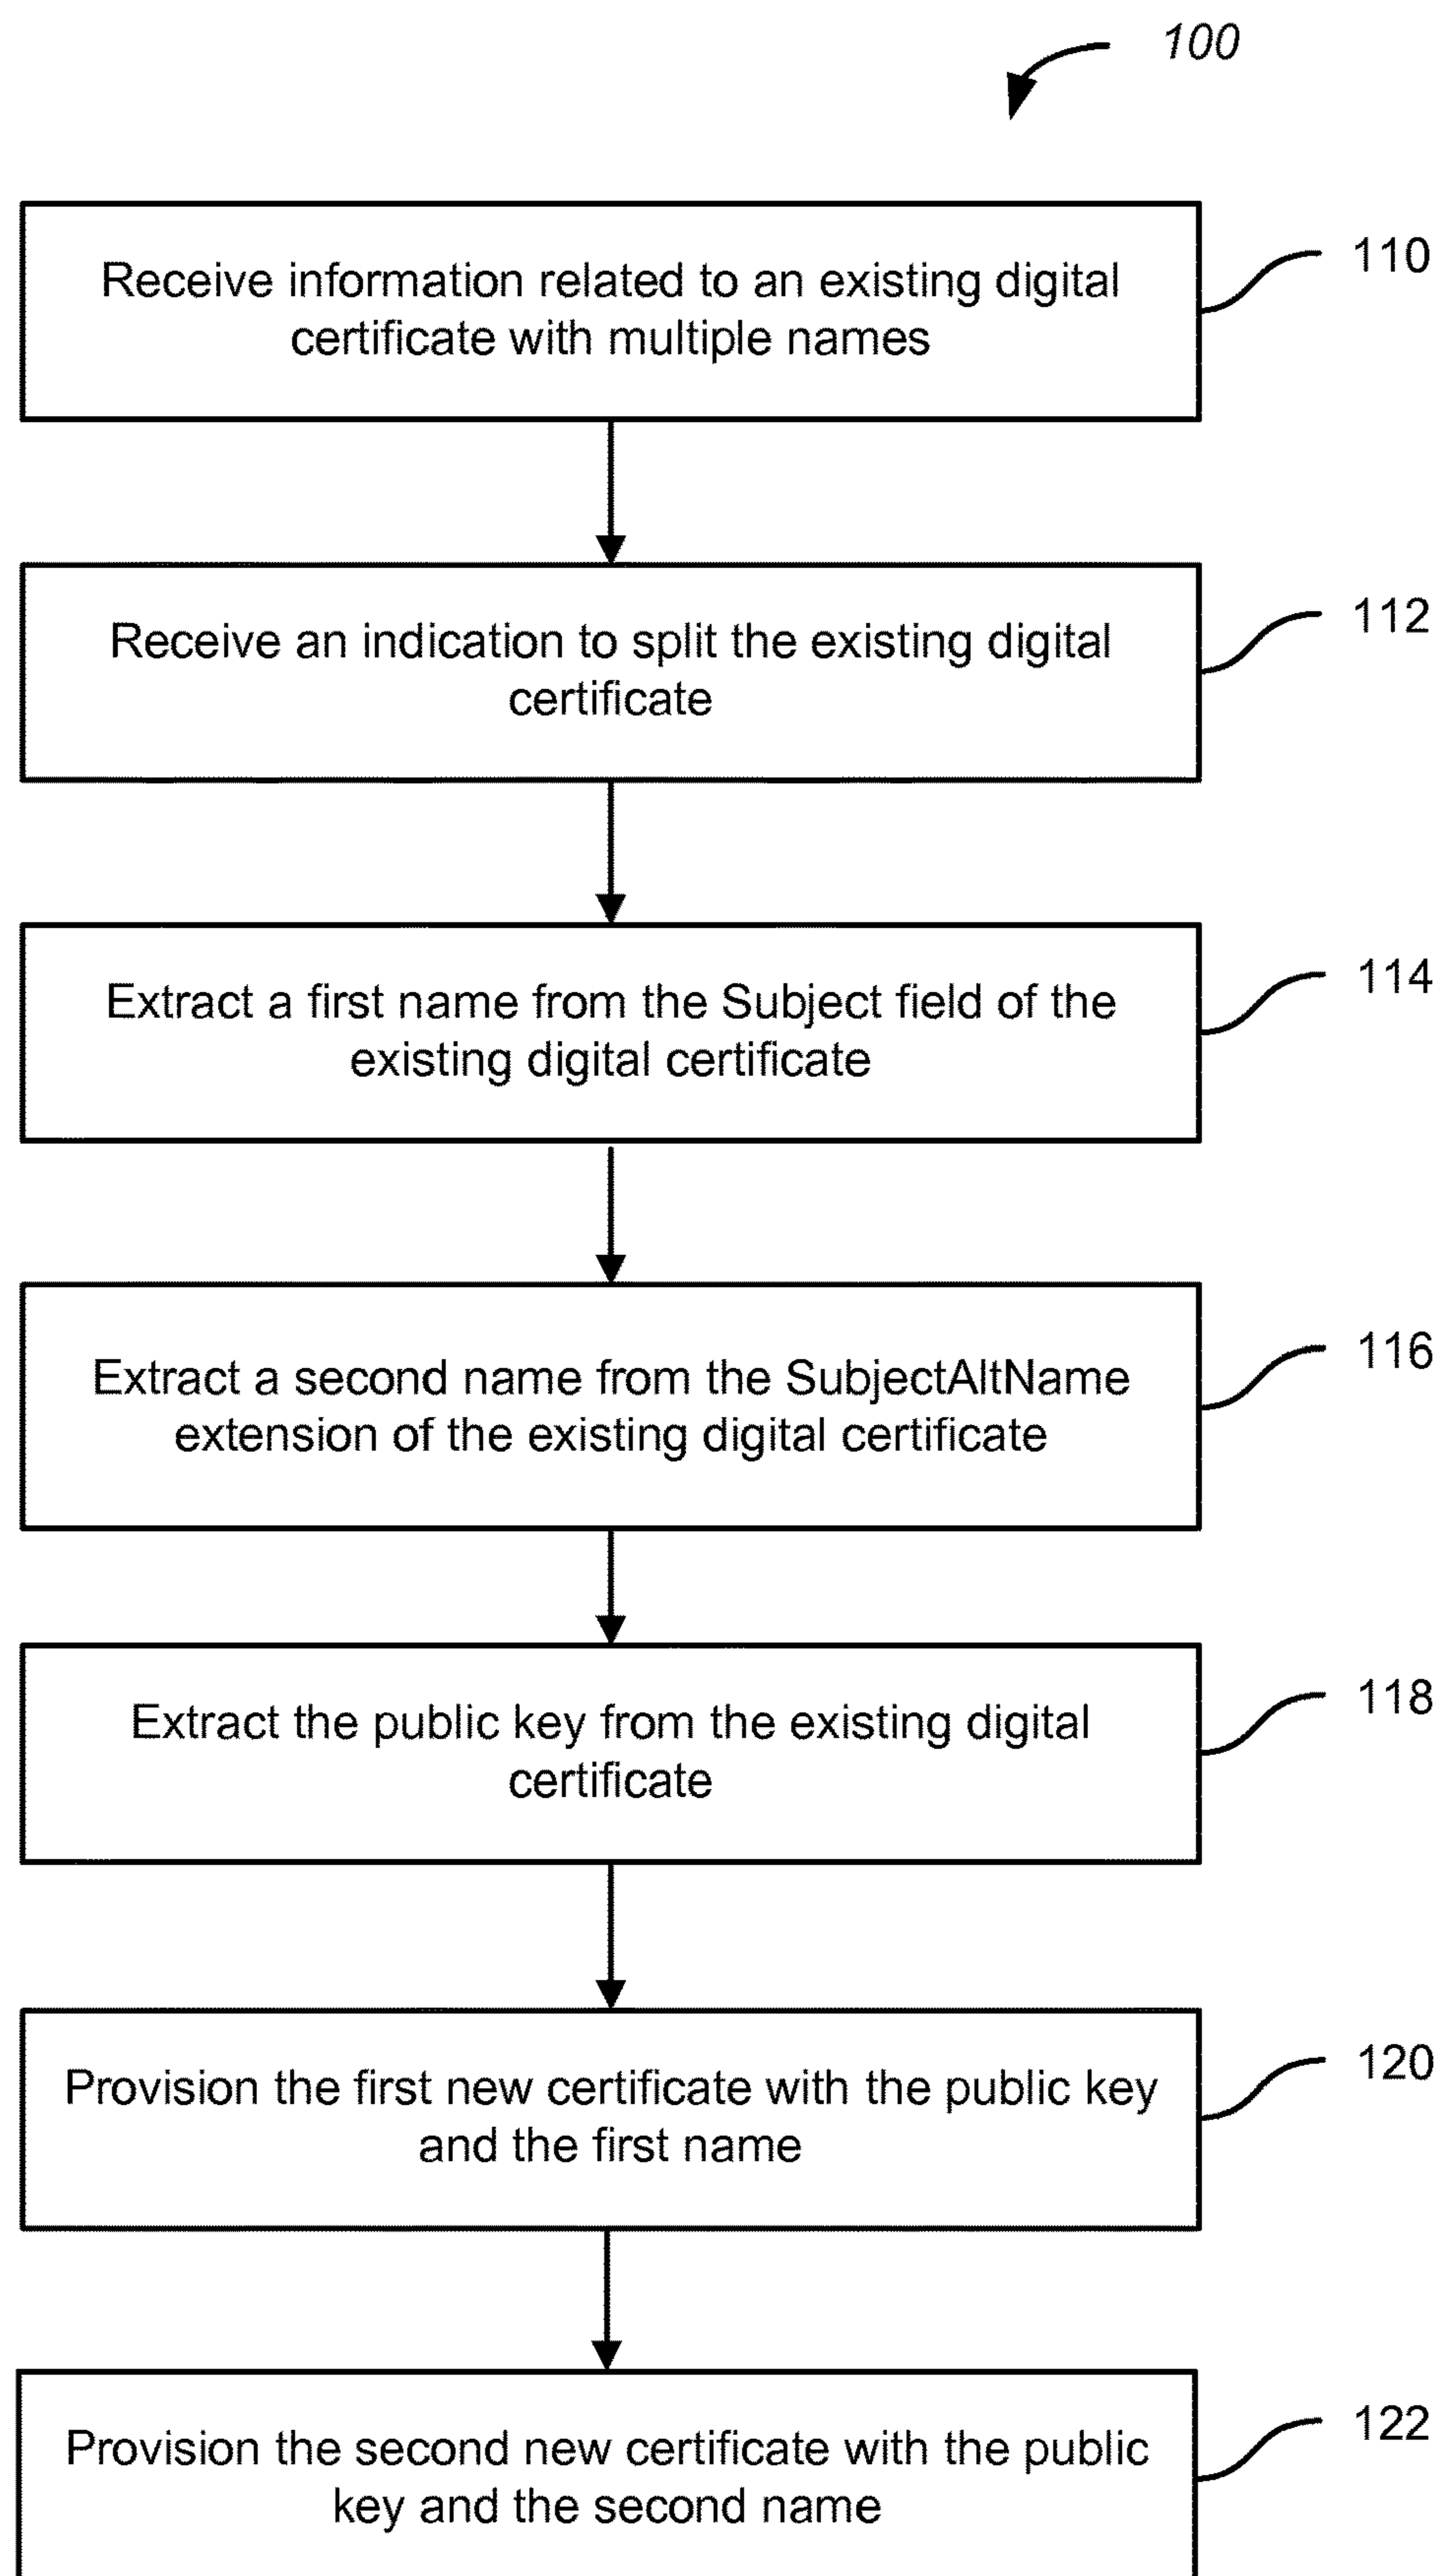 100
Receive information related to an existing digital
certificate with multiple names
110
Receive an indication to split the existing digital
certificate
112
Extract a first name from the Subject field of the
existing digital certificate
114
Extract a second name from the SubjectAltName
extension of the existing digital certificate
116
Extract the public key from the existing digital
certificate
118
Provision the first new certificate with the public key
and the first name
120
Provision the second new certificate with the public
key and the second name
122